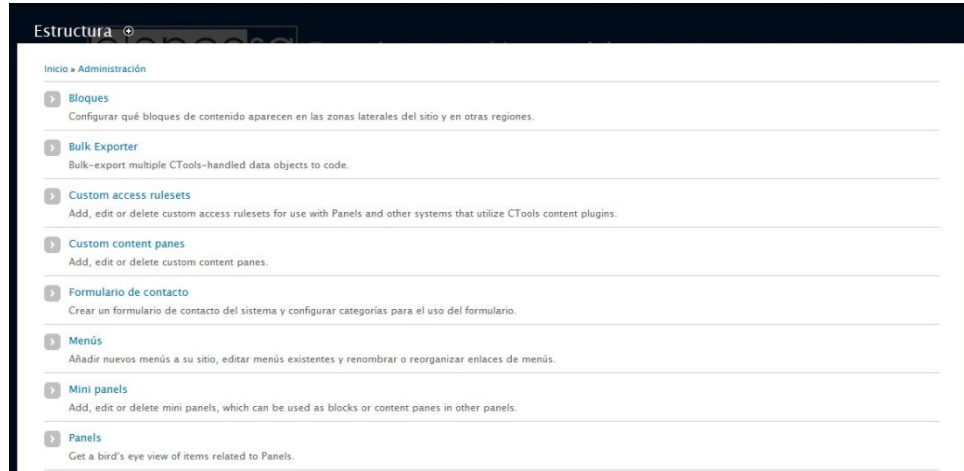 Estructura
Inicio » Administración
Bloques
Configurar qué bloques de contenido aparecen en las zonas laterales del sitio y en otras regiones.
Bulk Exporter
Bulk-export multiple CTools-handled data objects to code.
Custom access rulesets
Add, edit or delete custom access rulesets for use with Panels and other systems that utilize CTools content plugins.
Custom content panes
Add, edit or delete custom content panes.
Formulario de contacto
Crear un formulario de contacto del sistema y configurar categorías para el uso del formulario.
Menús
Añadir nuevos menús a su sitio, editar menús existentes y renombrar o reorganizar enlaces de menús.
Mini panels
Add, edit or delete mini panels, which can be used as blocks or content panes in other panels.
Panels
Get a bird's eye view of items related to Panels.